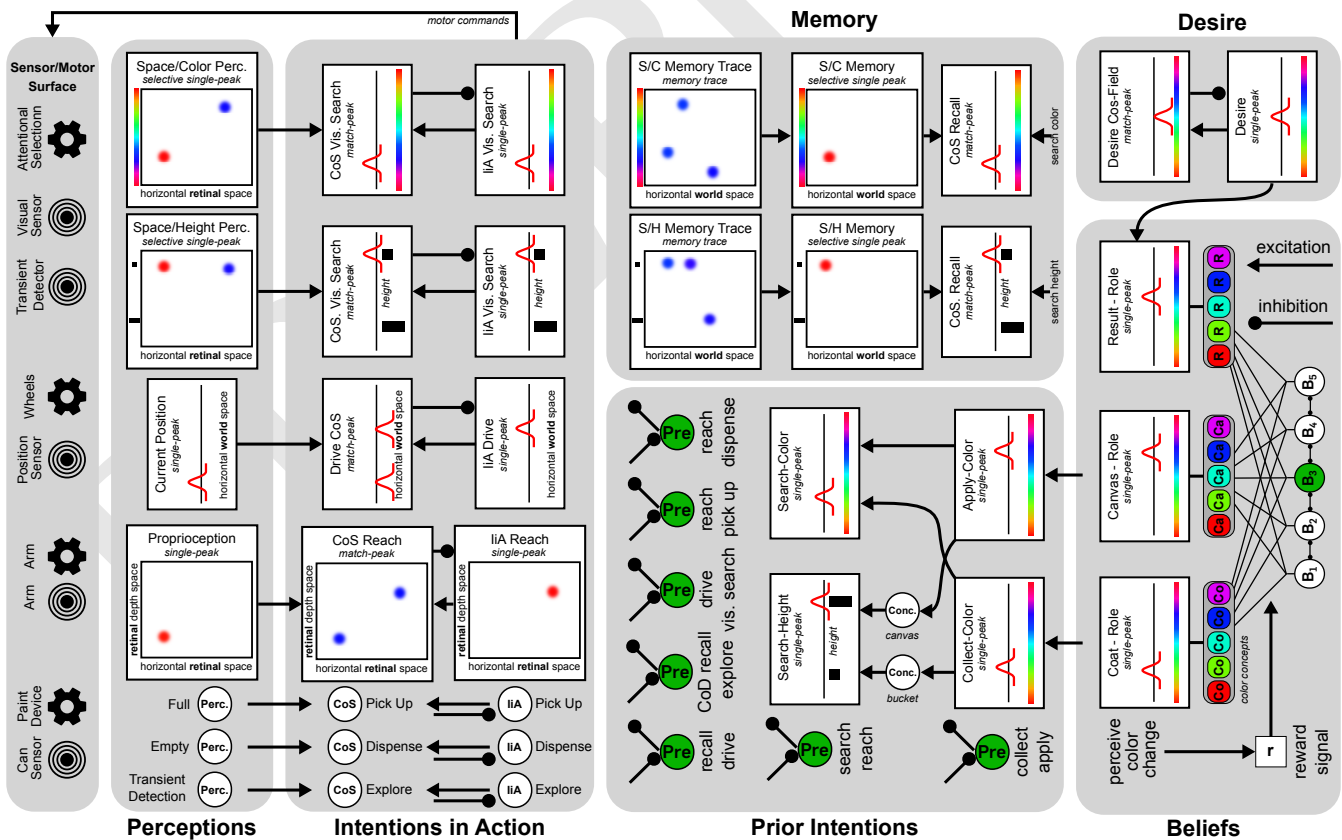 motor commands
Memory
Desire
Sensor/Motor
Surface
Attentional
Selectionn
Visual
Sensor
Transient
Detector
Wheels
Position
Sensor
Arm
Arm
Paint
Device
Can
Sensor
Space/Color Perc.
selective single-peak
horizontal retinal space
Space/Height Perc.
selective single-peak
horizontal retinal space
Current Position
single-peak
horizontal world space
Proprioception
single-peak
retinal depth space
horizontal retinal space
Full
Perc.
Empty
Perc.
Transient
Detection
Perc.
Perceptions
CoS Vis. Search
match-peak
IiA Vis. Search
single-peak
CoS. Vis. Search
match-peak
height
IiA Vis. Search
single-peak
height
Drive CoS
match-peak
horizontal world space
IiA Drive
single-peak
horizontal world space
CoS Reach
match-peak
horizontal retinal space
IiA Reach
single-peak
retinal depth space
horizontal retinal space
CoS
Pick Up
IiA
Pick Up
CoS
Dispense
IiA
Dispense
CoS
Explore
IiA
Explore
Intentions in Action
S/C Memory Trace
memory trace
horizontal world space
S/C Memory
selective single peak
horizontal world space
CoS Recall
match-peak
search color
S/H Memory Trace
memory trace
horizontal world space
S/H Memory
selective single peak
horizontal world space
CoS. Recall
match-peak
height
search height
Pre
reach
dispense
Pre
reach
pick up
Pre
drive
vis. search
Pre
CoD recall
explore
Pre
recall
drive
Search-Color
single-peak
Apply-Color
single-peak
Search-Height
single-peak
height
Conc.
canvas
Conc.
bucket
Collect-Color
single-peak
Pre
search
reach
Pre
collect
apply
Prior Intentions
Desire Cos-Field
match-peak
Desire
single-peak
Result - Role
single-peak
R
R
R
R
R
excitation
inhibition
Canvas - Role
single-peak
Ca
Ca
Ca
Ca
Ca
Coat - Role
single-peak
Co
Co
Co
Co
Co
color concepts
B5
B4
B3
B2
B1
perceive
color
change
r
reward
signal
Beliefs